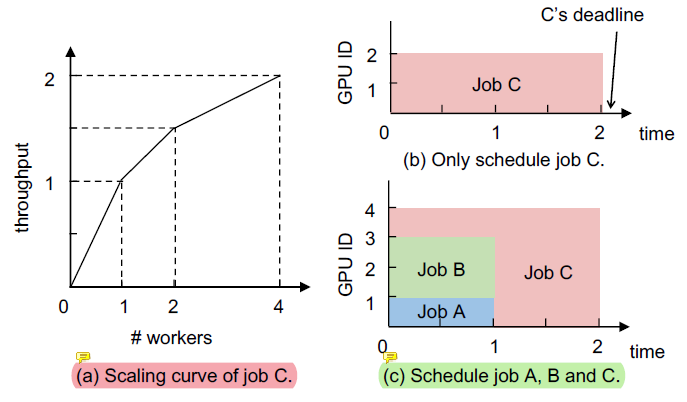 2
1
throughput
0
1
2
4
# workers
(a) Scaling curve of job C.
C's deadline
GPU ID
2
1
Job C
0
1
2
time
(b) Only schedule job C.
GPU ID
4
3
2
1
Job B
Job C
Job A
0
1
2
time
(c) Schedule job A, B and C.